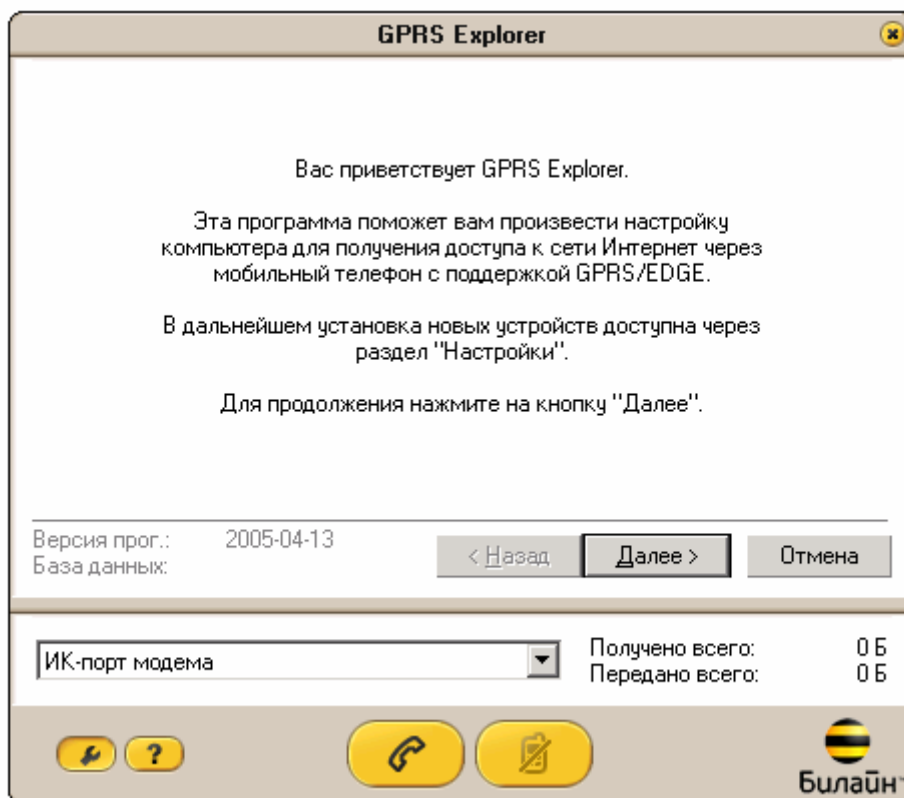 GPRS Explorer
Вас приветствует GPRS Explorer.
Эта программа поможет вам произвести настройку
компьютера для получения доступа к сети Интернет через
мобильный телефон с поддержкой GPRS/EDGE.
В дальнейшем установка новых устройств доступна через
раздел "Настройки".
Для продолжения нажмите на кнопку "Далее".
Версия прог.: 2005-04-13
База данных:
< Назад Далее > Отмена
ИК-порт модема
Получено всего: 0 Б
Передано всего: 0 Б
?
Билайн